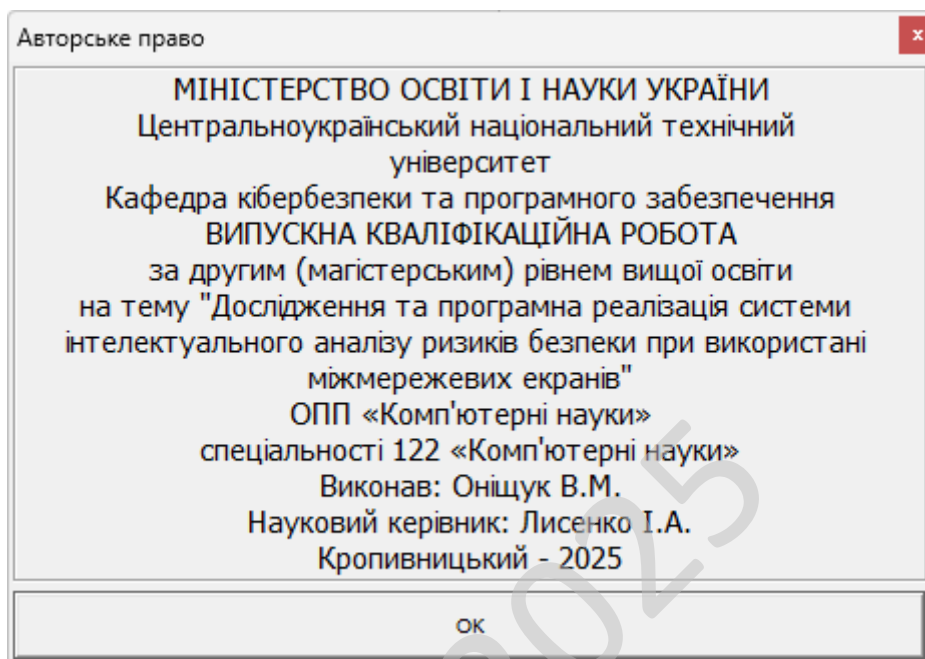 Авторське право
x
МІНІСТЕРСТВО ОСВІТИ І НАУКИ УКРАЇНИ
Центральноукраїнський національний технічний
університет
Кафедра кібербезпеки та програмного забезпечення
ВИПУСКНА КВАЛІФІКАЦІЙНА РОБОТА
за другим (магістерським) рівнем вищої освіти
на тему "Дослідження та програмна реалізація системи
інтелектуального аналізу ризиків безпеки при використані
міжмережевих екранів"
ОПП «Комп'ютерні науки»
спеціальності 122 «Комп'ютерні науки»
Виконав: Оніщук В.М.
Науковий керівник: Лисенко І.А.
Кропивницький - 2025
ОК
2025